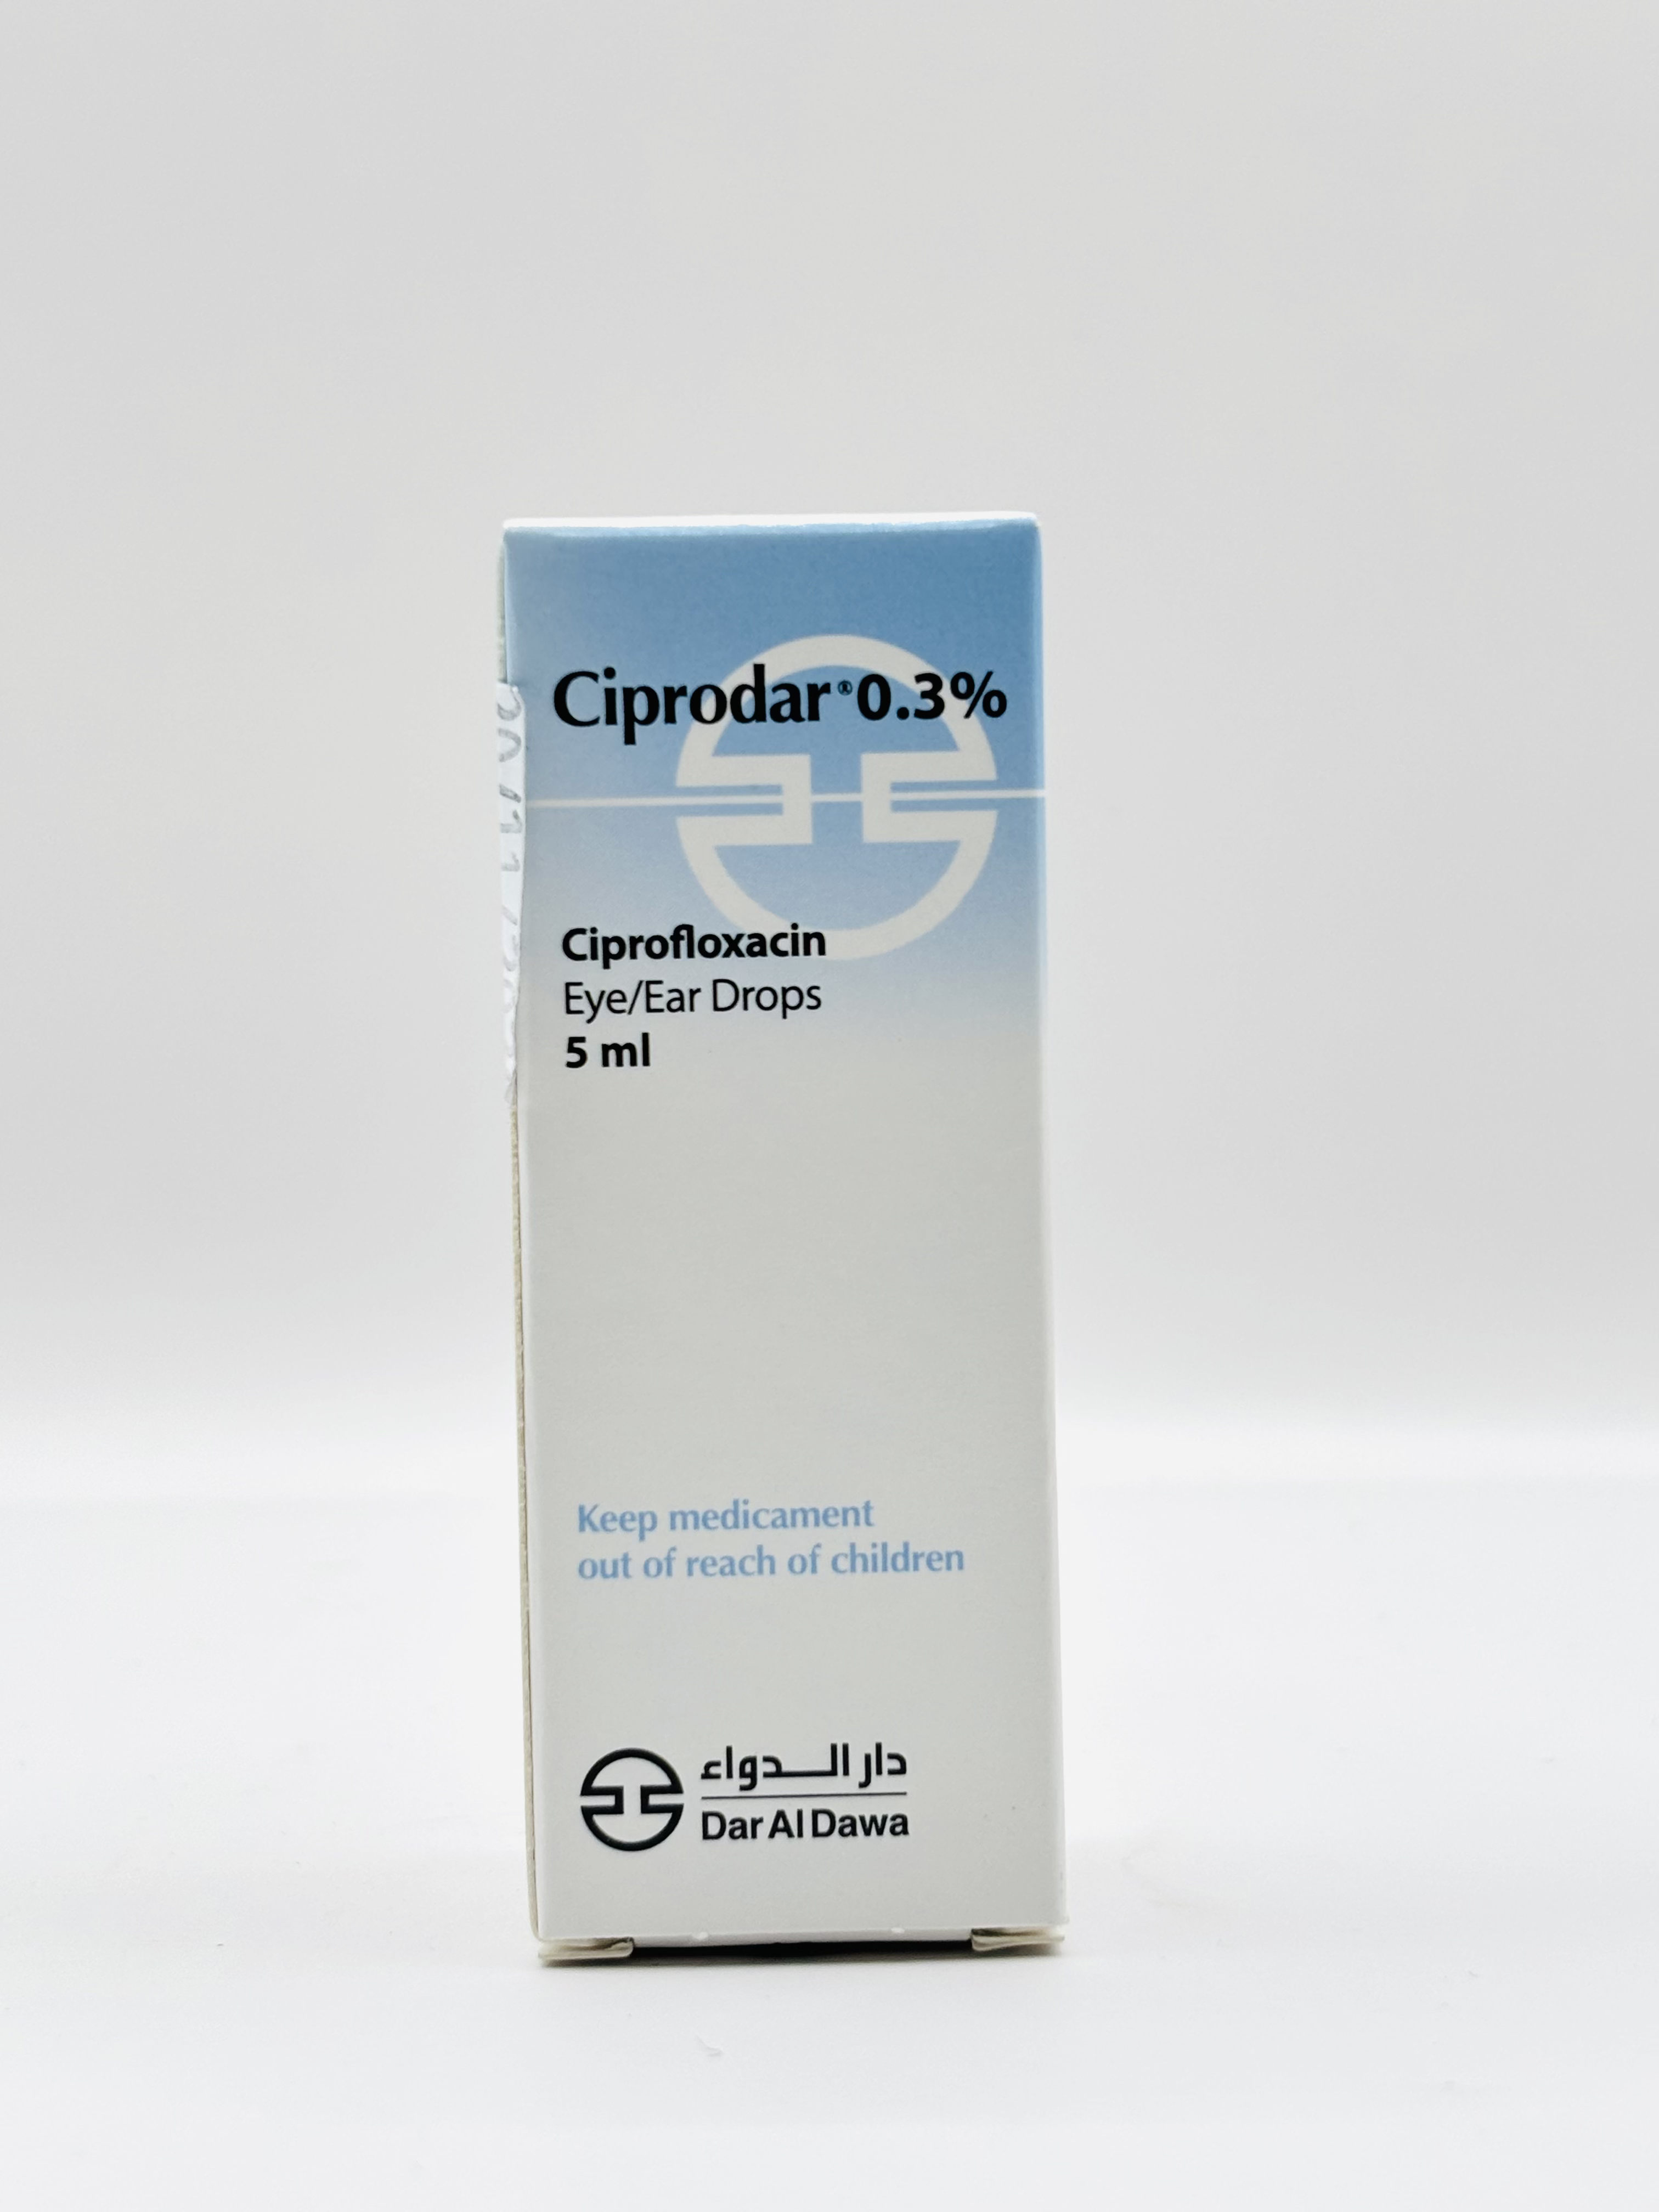 Ciprodar® 0.3%
Ciprofloxacin
Eye/Ear Drops
5 ml
Keep medicament
out of reach of children
دار الدواء
Dar Al Dawa